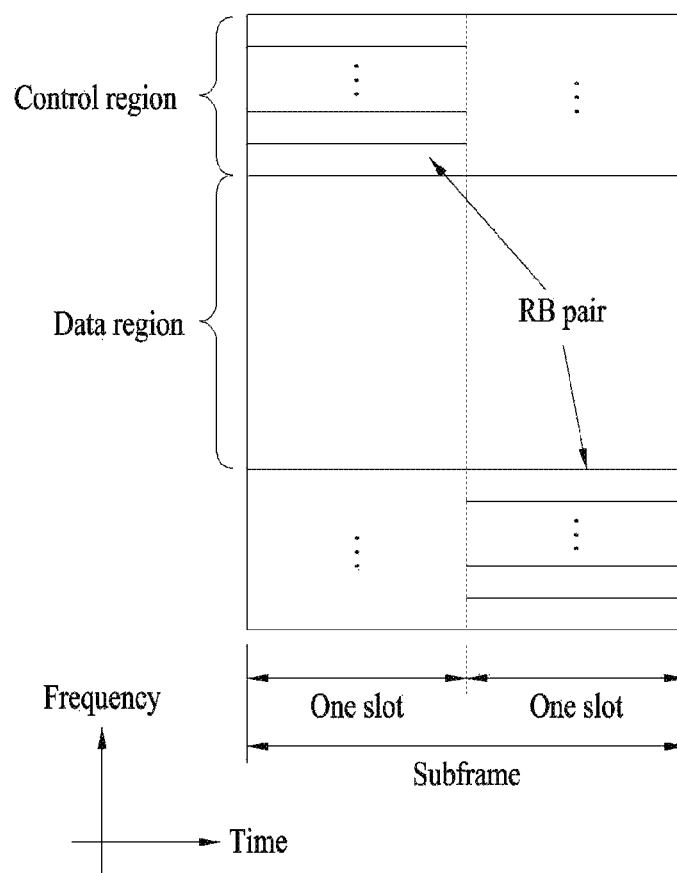 Control region
RB pair
Data region
One slot
One slot
Subframe
Frequency
Time